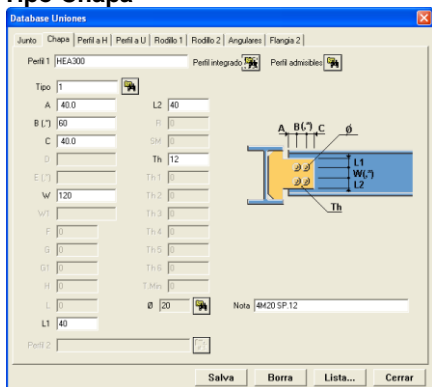 Tipo Chapa
Database Uniones
Junto Chapa Perfil a H Perfil a U Rodillo 1 Rodillo 2 Angulares Flangia 2
Perfil 1 HEA300 Perfil integrado Perfil admisibles
Tipo 1
A 40.0 L2 40
B (,") 60 R 0
C 40.0 SM 0
D Th 12
E (,") Th 1 0
W 120 Th 2 0
W1 Th 3 0
F 0 Th 4 0
G 0 Th 5 0
G1 0 Th 6 0
H 0 T.Min 0
L 0 Ø 20 Nota 4M20 SP.12
L1 40
Perfil 2
A B(,") C ø
L1
W(,")
L2
Th
Salva Borra Lista... Cerrar